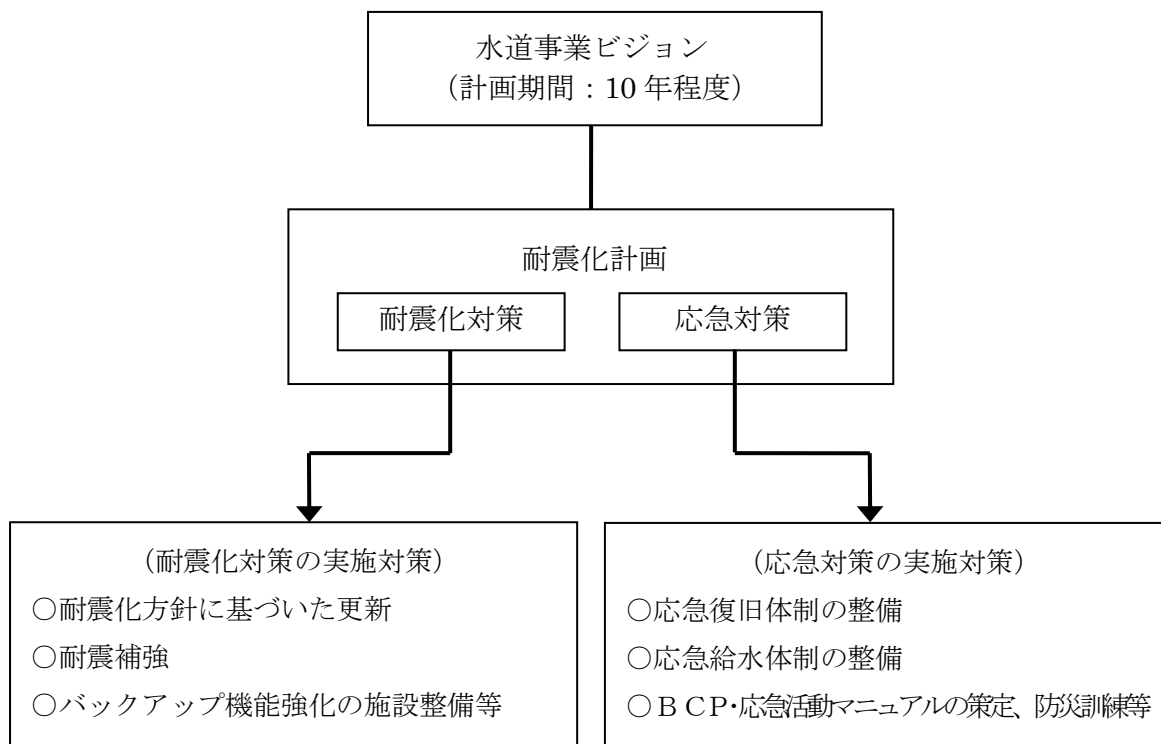 水道事業ビジョン
（計画期間：10 年程度）
耐震化計画
耐震化対策
応急対策
（耐震化対策の実施対策）
○耐震化方針に基づいた更新
○耐震補強
○バックアップ機能強化の施設整備等
（応急対策の実施対策）
○応急復旧体制の整備
○応急給水体制の整備
○ＢＣＰ・応急活動マニュアルの策定、防災訓練等